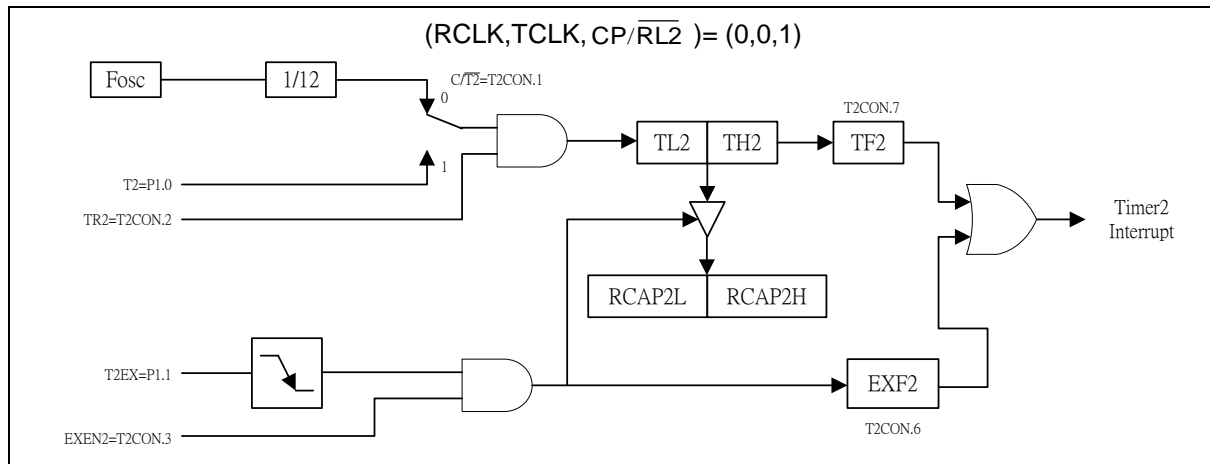 (RCLK,TCLK, CP/RL2 )= (0,0,1)
Fosc
1/12
C/T2=T2CON.1
0
1
T2=P1.0
TR2=T2CON.2
TL2
TH2
T2CON.7
TF2
Timer2
Interrupt
RCAP2L
RCAP2H
T2EX=P1.1
EXEN2=T2CON.3
EXF2
T2CON.6